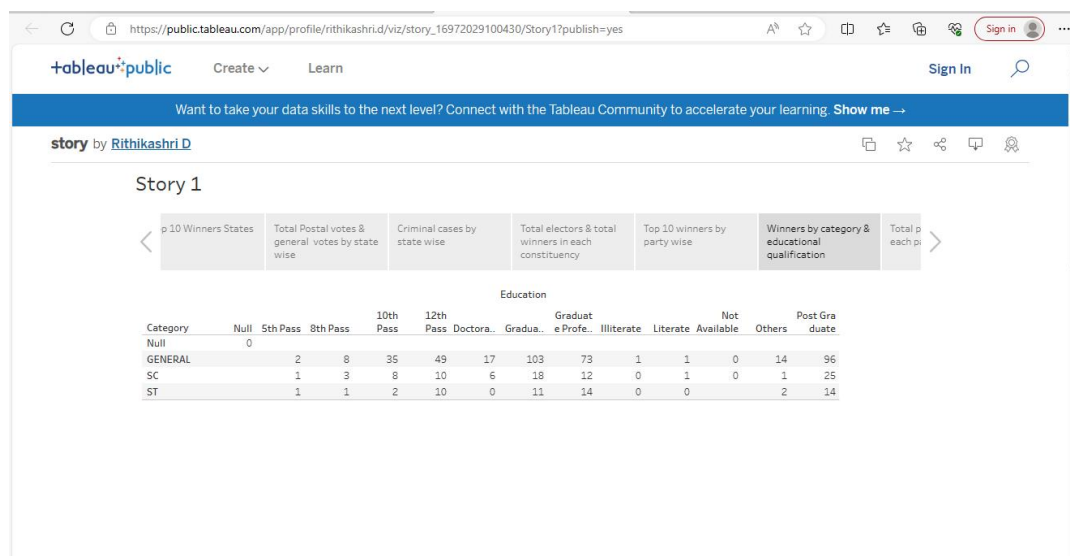 https://public.tableau.com/app/profile/rithikashri.d/viz/story_16972029100430/Story1?publish=yes
Sign in
+ableau public
Create
Learn
Sign In
Want to take your data skills to the next level? Connect with the Tableau Community to accelerate your learning. Show me →
story by Rithikashri D
Story 1
p 10 Winners States
Total Postal votes &
general votes by state
wise
Criminal cases by
state wise
Total electors & total
winners in each
constituency
Top 10 winners by
party wise
Winners by category &
educational
qualification
Total p
each pa
Education
Category Null 5th Pass 8th Pass 10th Pass 12th Pass Doctora.. Gradua.. Graduat e Profe.. Illiterate Literate Not Available Others Post Gra duate
Null 0
GENERAL 2 8 35 49 17 103 73 1 1 0 14 96
SC 1 3 8 10 6 18 12 0 1 0 1 25
ST 1 1 2 10 0 11 14 0 0 2 14